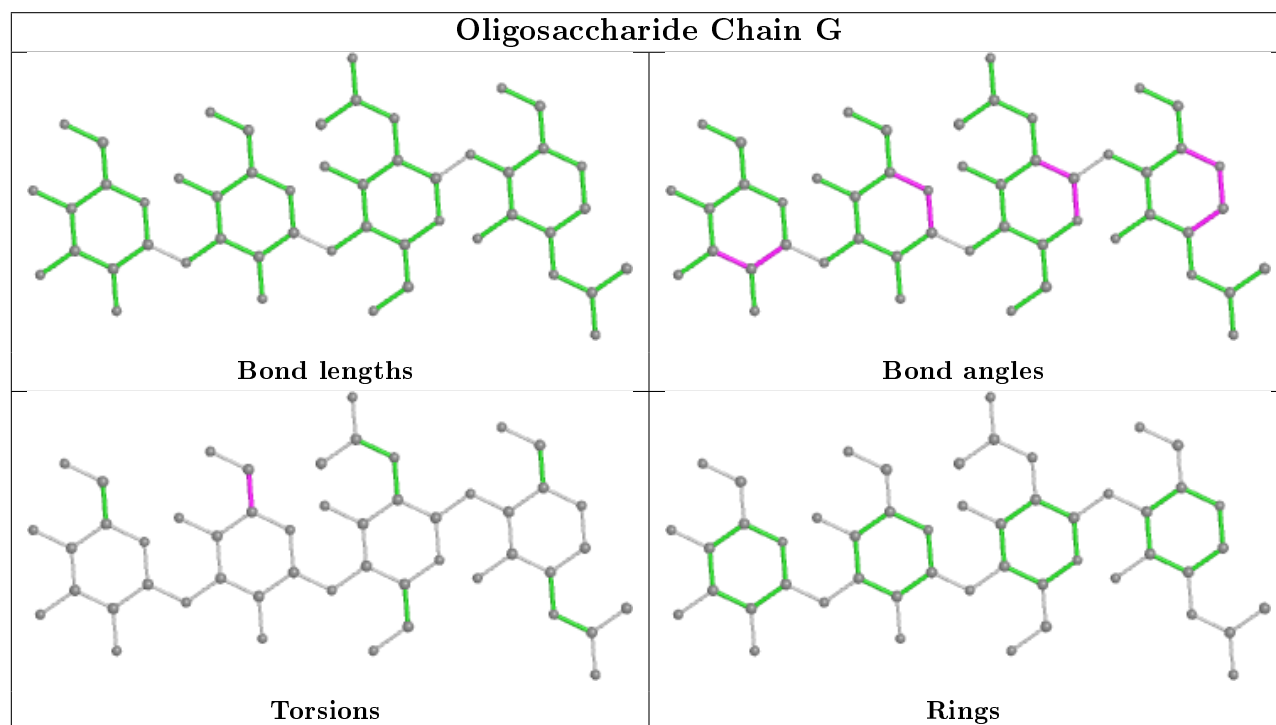 Oligosaccharide Chain G
Bond lengths
Bond angles
Torsions
Rings